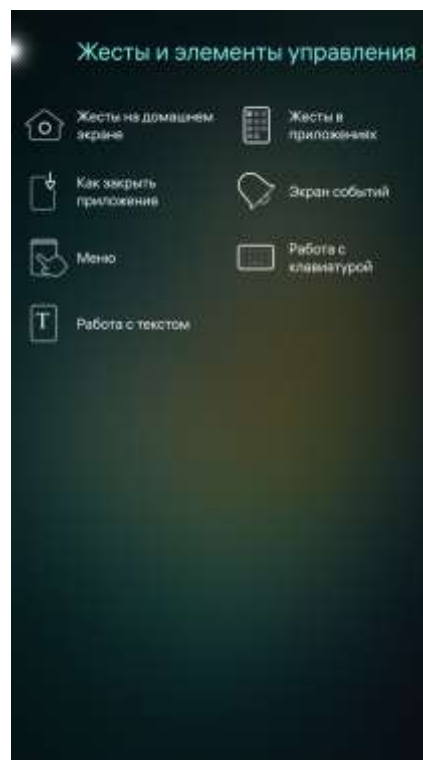 Жесты и элементы управления
Жесты на домашнем
экране
Жесты в
приложениях
Как закрыть
приложение
Экран событий
Меню
Работа с
клавиатурой
T
Работа с текстом